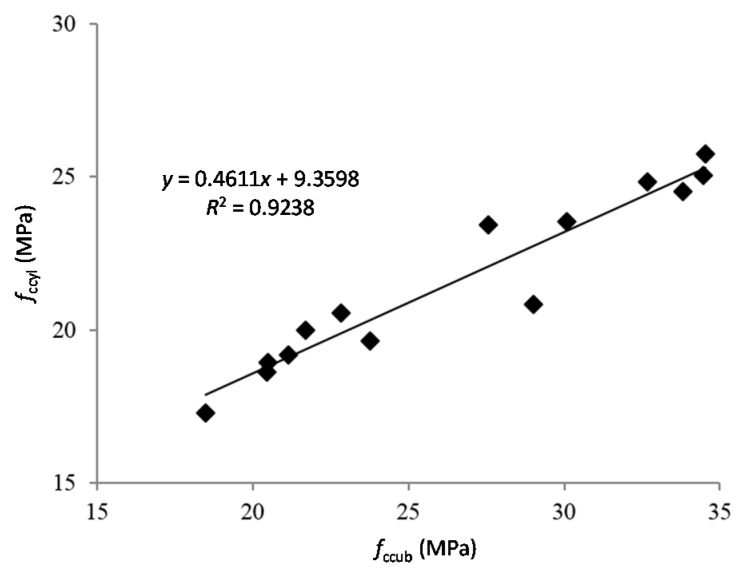 30
25
20
15
y = 0.4611x + 9.3598
R² = 0.9238
fccyl (MPa)
15 20 25 30 35
fccub (MPa)